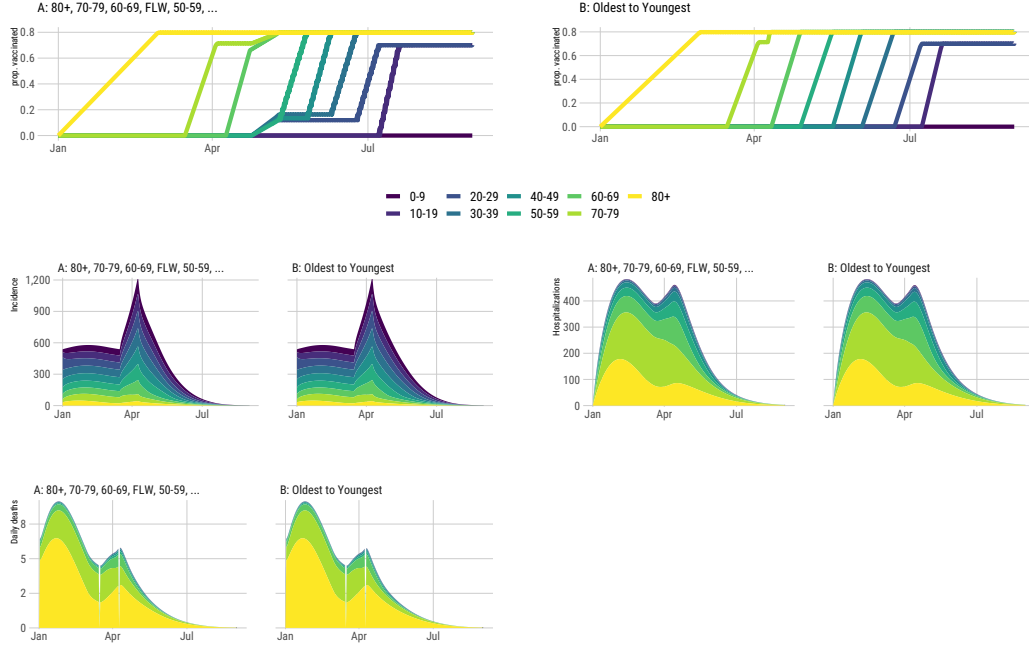 A: 80+, 70-79, 60-69, FLW, 50-59, ...
B: Oldest to Youngest
prop. vaccinated
0.8
0.6
0.4
0.2
0.0
Jan
Apr
Jul
prop. vaccinated
0.8
0.6
0.4
0.2
0.0
Jan
Apr
Jul
0-9
20-29
40-49
60-69
80+
10-19
30-39
50-59
70-79
A: 80+, 70-79, 60-69, FLW, 50-59, ...
B: Oldest to Youngest
Incidence
1,200
900
600
300
0
Jan
Apr
Jul
Jan
Apr
Jul
A: 80+, 70-79, 60-69, FLW, 50-59, ...
B: Oldest to Youngest
Hospitalizations
400
300
200
100
0
Jan
Apr
Jul
Jan
Apr
Jul
A: 80+, 70-79, 60-69, FLW, 50-59, ...
B: Oldest to Youngest
Daily deaths
8
5
2
0
Jan
Apr
Jul
Jan
Apr
Jul